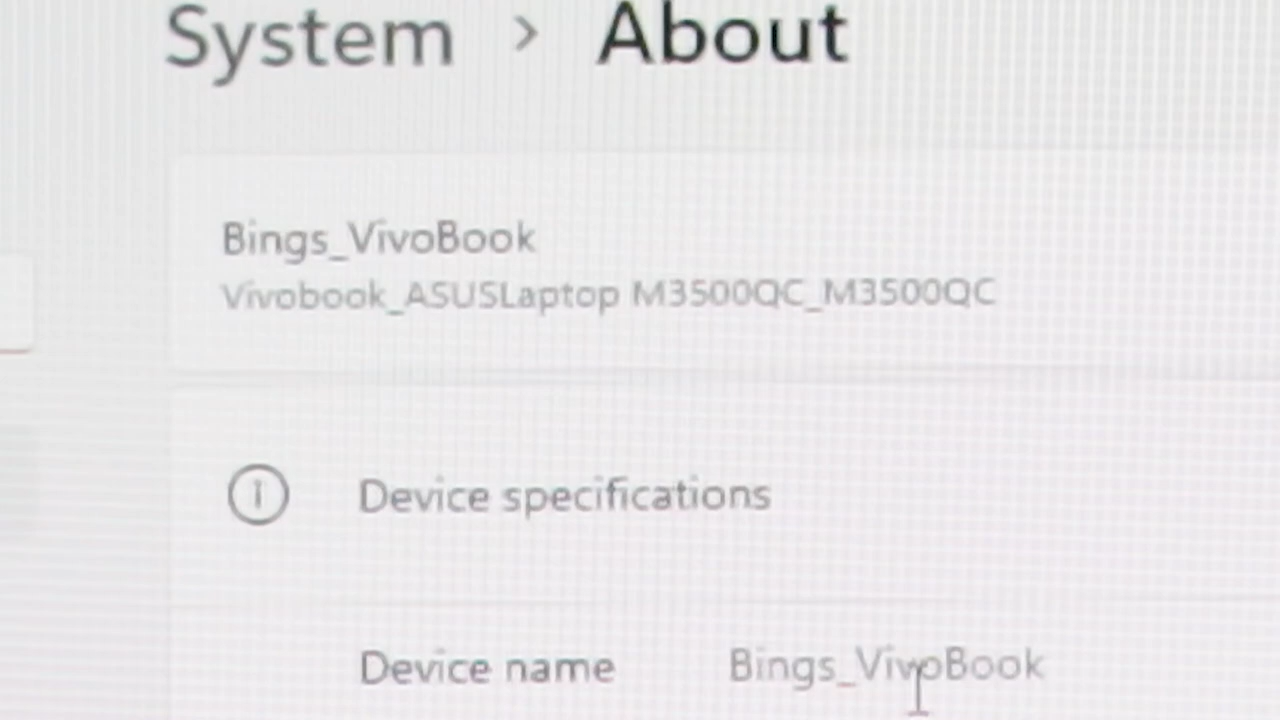 System > About
Bings_VivoBook
Vivobook_ASUSLaptop M3500QC_M3500QC
Device specifications
Device name Bings_VivoBook